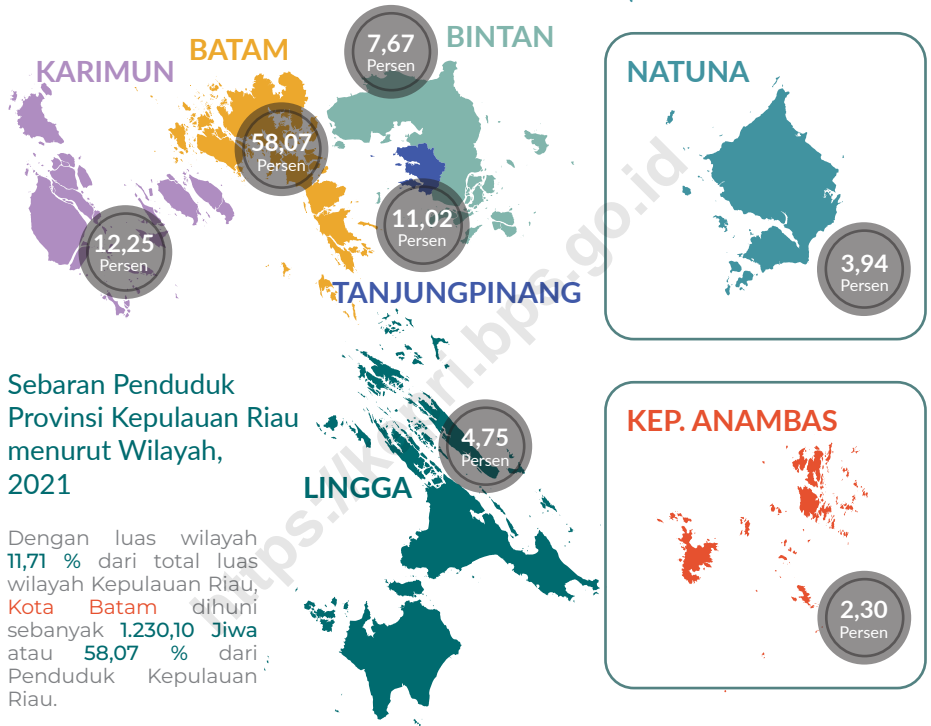 KARIMUN
12,25
Persen
BATAM
58,07
Persen
7,67
Persen
BINTAN
11,02
Persen
TANJUNGPINANG
NATUNA
3,94
Persen
Sebaran Penduduk
Provinsi Kepulauan Riau
menurut Wilayah,
2021
Dengan luas wilayah
11,71 % dari total luas
wilayah Kepulauan Riau,
Kota Batam dihuni
sebanyak 1.230,10 Jiwa
atau 58,07 % dari
Penduduk Kepulauan
Riau.
LINGGA
4,75
Persen
KEP. ANAMBAS
2,30
Persen
https://kepri.bps.go.id